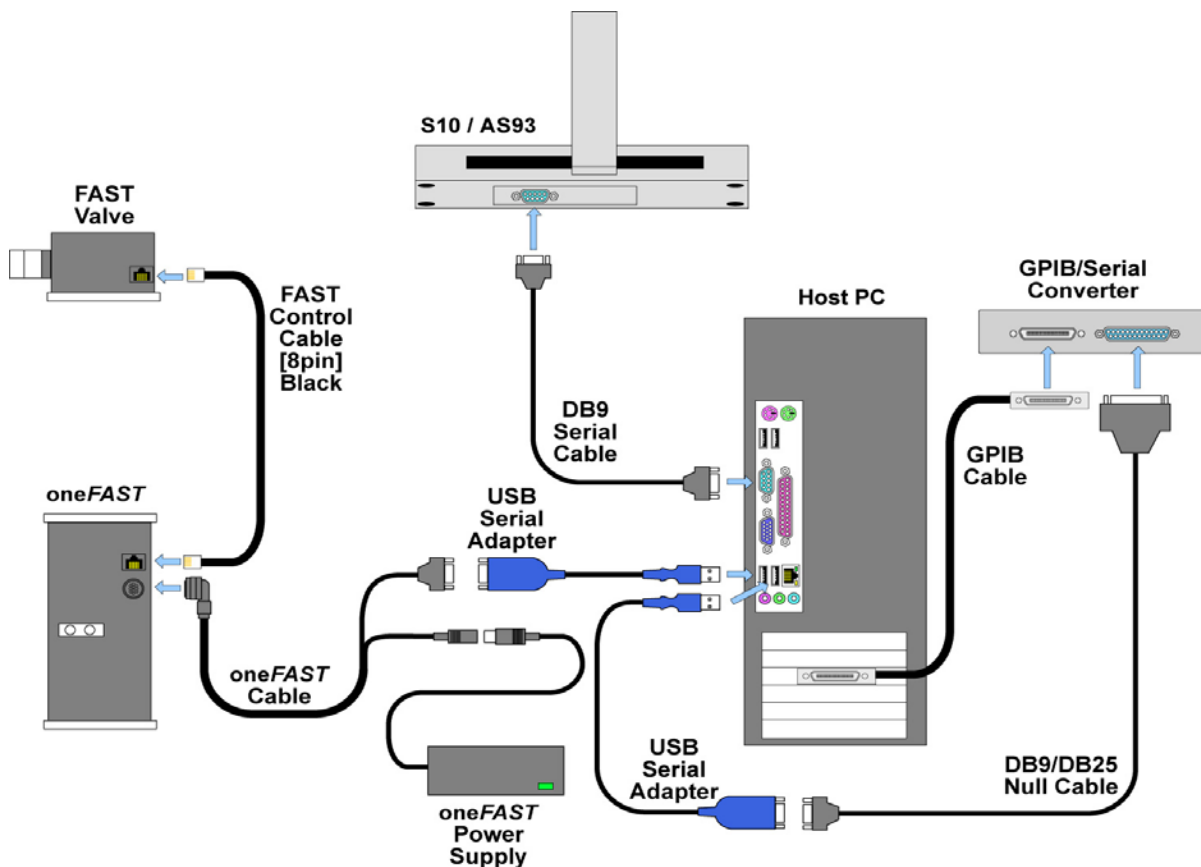 S10 / AS93
FAST
Valve
FAST
Control
Cable
[8pin]
Black
Host PC
GPIB/Serial
Converter
DB9
Serial
Cable
GPIB
Cable
oneFAST
USB
Serial
Adapter
oneFAST
Cable
USB
Serial
Adapter
DB9/DB25
Null Cable
oneFAST
Power
Supply